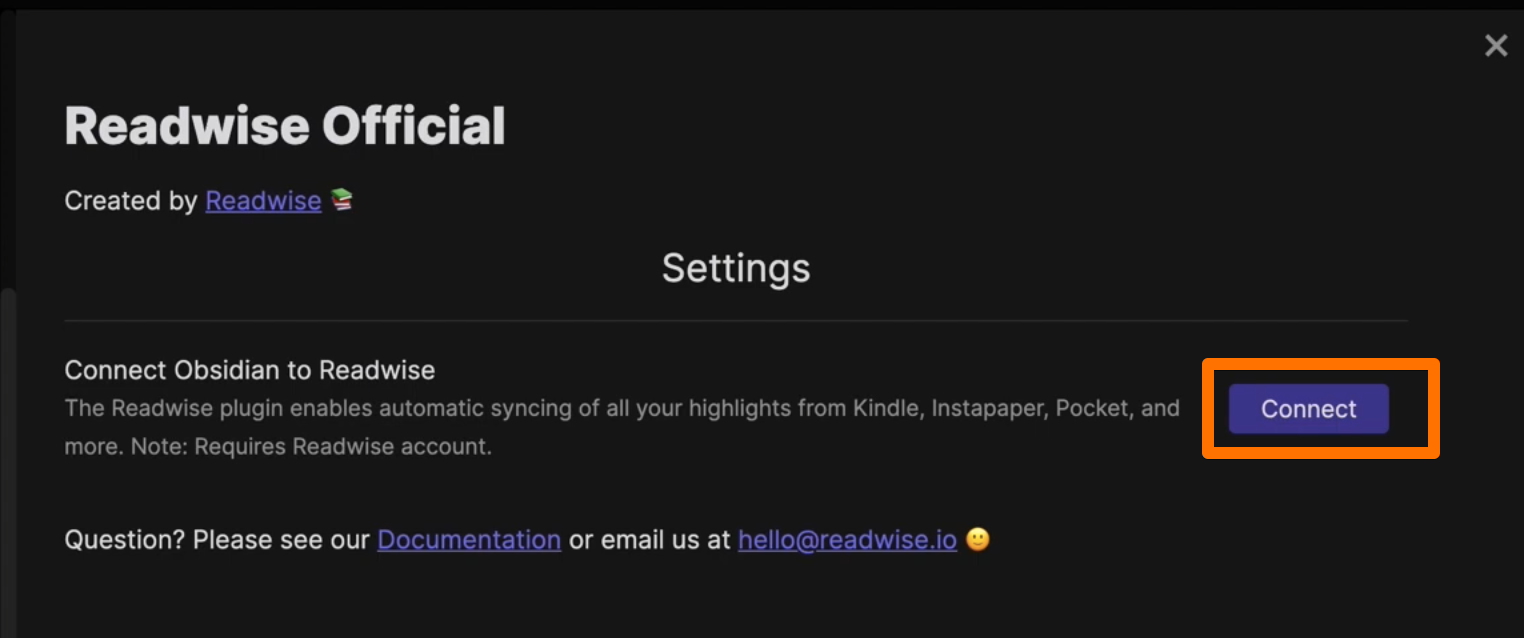 Readwise Official
Created by Readwise 📚
Settings
Connect Obsidian to Readwise
The Readwise plugin enables automatic syncing of all your highlights from Kindle, Instapaper, Pocket, and
more. Note: Requires Readwise account.
Connect
Question? Please see our Documentation or email us at hello@readwise.io 🙂